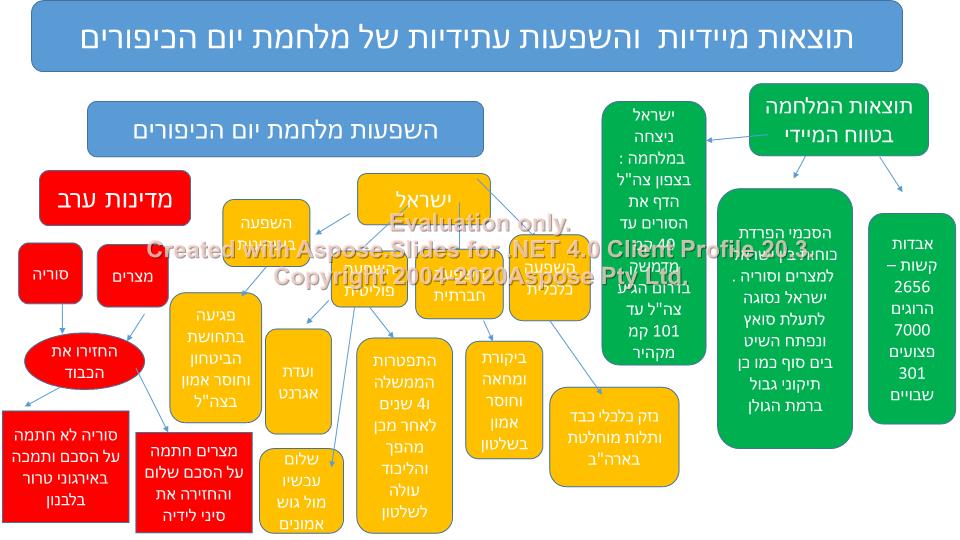 תוצאות מיידיות והשפעות עתידיות של מלחמת יום הכיפורים
תוצאות המלחמה
בטווח המיידי
ישראל
ניצחה
במלחמה :
בצפון צה"ל
הדף את
הסורים עד
40 קמ
מדמשק
בדרום הגיע
צה"ל עד
101 קמ
מקהיר
הסכמי הפרדת
כוחות בין ישראל
למצרים וסוריה .
ישראל נסוגה
לתעלת סואץ
ונפתח השיט
בים סוף כמו כן
תיקוני גבול
ברמת הגולן
אבדות
קשות –
2656
הרוגים
7000
פצועים
301
שבויים
השפעות מלחמת יום הכיפורים
ישראל
השפעה
השפעה
פוליטית
חברתית
השפעה
כלכלית
פגיעה
בתחושת
הביטחון
וחוסר אמון
בצה"ל
ועדת
אגרנט
שלום
עכשיו
מול גוש
אמונים
התפטרות
הממשלה
ו4 שנים
לאחר מכן
מהפך
והליכוד
עולה
לשלטון
ביקורת
ומחאה
וחוסר
אמון
בשלטון
נזק כלכלי כבד
ותלות מוחלטת
בארה"ב
מדינות ערב
מצרים
סוריה
החזירו את
הכבוד
מצרים חתמה
על הסכם שלום
והחזירה את
סיני לידיה
סוריה לא חתמה
על הסכם ותמכה
באירגוני טרור
בלבנון
Evaluation only.
Created with Aspose.Slides for .NET 4.0 Client Profile 20.3.
Copyright 2004-2020Aspose Pty Ltd.